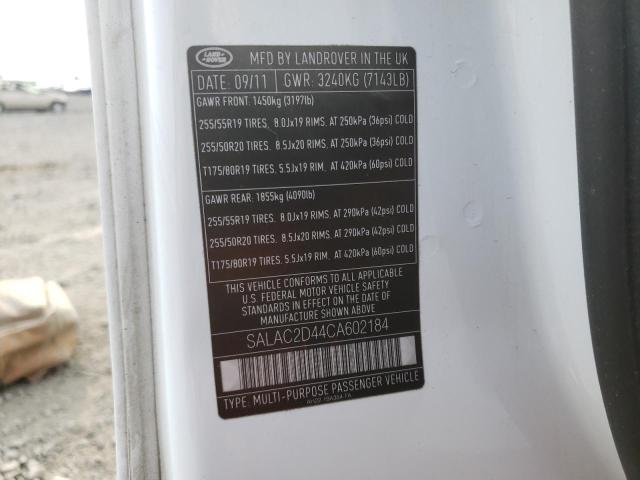 LAND-
ROVER
MFD BY LANDROVER IN THE UK
DATE: 09/11 GWR: 3240KG (7143LB)
GAWR FRONT: 1450kg (3197lb)
255/55R19 TIRES, 8.0Jx19 RIMS, AT 250kPa (36psi) COLD
255/50R20 TIRES, 8.5Jx20 RIMS, AT 250kPa (36psi) COLD
T175/80R19 TIRES, 5.5Jx19 RIM, AT 420kPa (60psi) COLD
GAWR REAR: 1855kg (4090lb)
255/55R19 TIRES, 8.0Jx19 RIMS, AT 290kPa (42psi) COLD
255/50R20 TIRES, 8.5Jx20 RIMS, AT 290kPa (42psi) COLD
T175/80R19 TIRES, 5.5Jx19 RIM, AT 420kPa (60psi) COLD
THIS VEHICLE CONFORMS TO ALL APPLICABLE
U.S. FEDERAL MOTOR VEHICLE SAFETY
STANDARDS IN EFFECT ON THE DATE OF
MANUFACTURE SHOWN ABOVE
SALAC2D44CA602184
TYPE: MULTI-PURPOSE PASSENGER VEHICLE